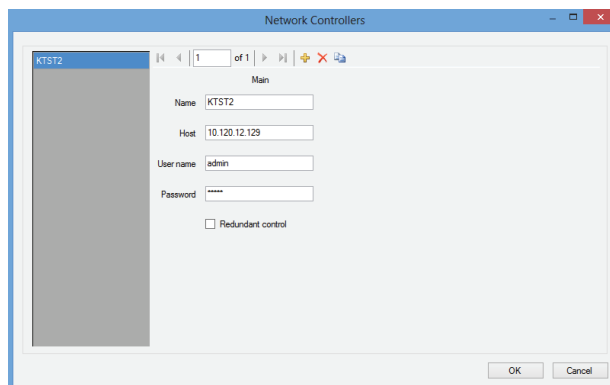 Network Controllers
KTST2
1 of 1
Main
Name KTST2
Host 10.120.12.129
User name admin
Password *****
Redundant control
OK Cancel